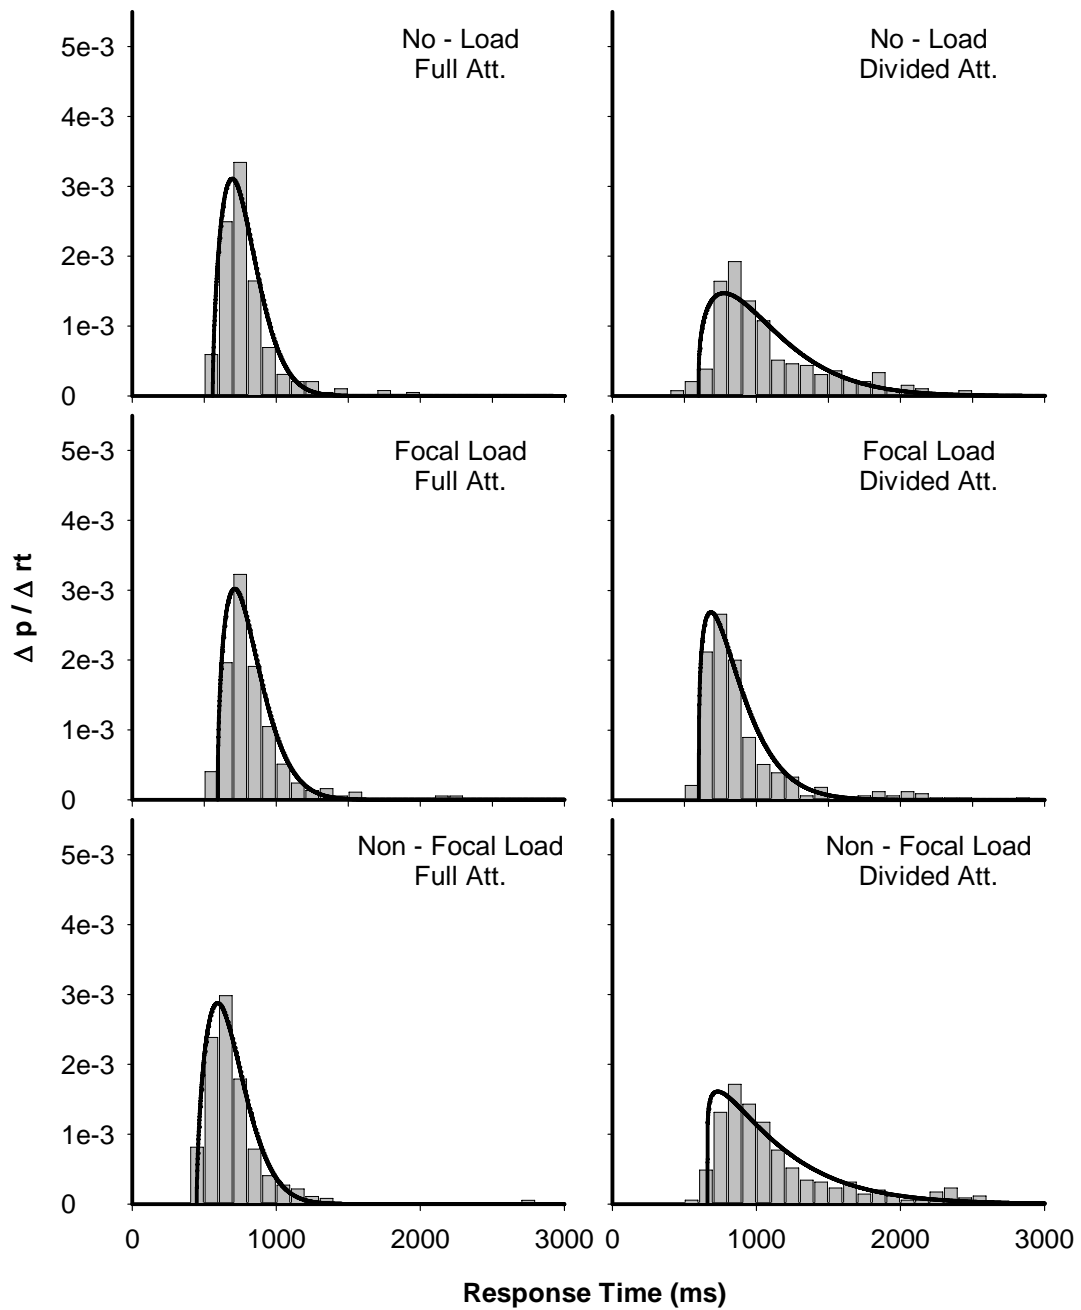 No - Load
Full Att.
No - Load
Divided Att.
5e-3
4e-3
3e-3
2e-3
1e-3
0
Focal Load
Full Att.
Focal Load
Divided Att.
5e-3
4e-3
3e-3
2e-3
1e-3
0
Δ p / Δ rt
Non - Focal Load
Full Att.
Non - Focal Load
Divided Att.
5e-3
4e-3
3e-3
2e-3
1e-3
0
0 1000 2000 3000 0 1000 2000 3000
Response Time (ms)